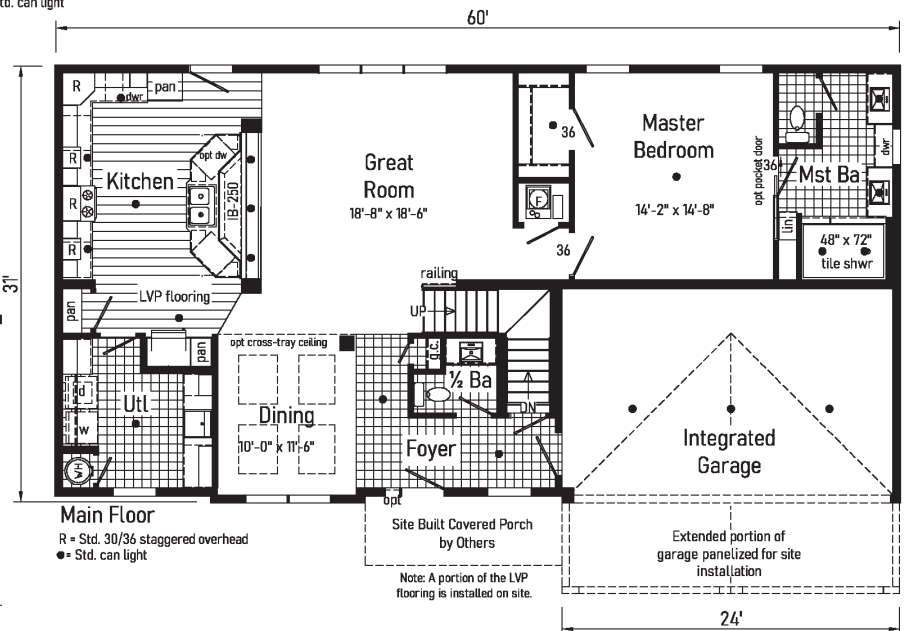 td. can light
60'
R
dwr
pan
R
opt dw
Kitchen
R
IB-250
R
31'
pan
LVP flooring
pan
Great
Room
18'-8" x 18'-6"
36
F
36
Master
Bedroom
14'-2" x 14'-8"
opt pocket door
36
dwr
Mst Ba
lin
48" x 72"
tile shwr
railing
UP
opt cross-tray ceiling
g.c.
½ Ba
DN
d
Utl
w
WH
Dining
10'-0" x 11'-6"
Foyer
Integrated
Garage
opt
Main Floor
R = Std. 30/36 staggered overhead
= Std. can light
Site Built Covered Porch
by Others
Note: A portion of the LVP
flooring is installed on site.
Extended portion of
garage panelized for site
installation
24'